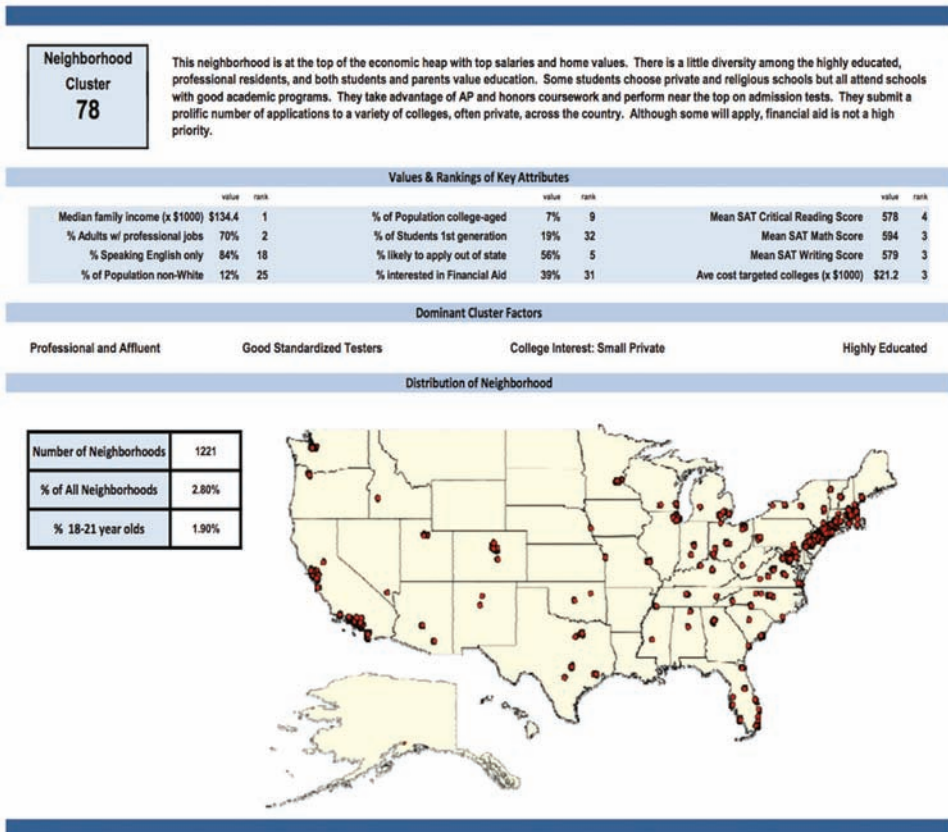 Neighborhood
Cluster
78
This neighborhood is at the top of the economic heap with top salaries and home values. There is a little diversity among the highly educated,
professional residents, and both students and parents value education. Some students choose private and religious schools but all attend schools
with good academic programs. They take advantage of AP and honors coursework and perform near the top on admission tests. They submit a
prolific number of applications to a variety of colleges, often private, across the country. Although some will apply, financial aid is not a high
priority.
Values & Rankings of Key Attributes
value rank value rank value rank
Median family income (x $1000) $134.4 1 % of Population college-aged 7% 9 Mean SAT Critical Reading Score 578 4
% Adults w/ professional jobs 70% 2 % of Students 1st generation 19% 32 Mean SAT Math Score 594 3
% Speaking English only 84% 18 % likely to apply out of state 56% 5 Mean SAT Writing Score 579 3
% of Population non-White 12% 25 % interested in Financial Aid 39% 31 Ave cost targeted colleges (x $1000) $21.2 3
Dominant Cluster Factors
Professional and Affluent Good Standardized Testers College Interest: Small Private Highly Educated
Distribution of Neighborhood
Number of Neighborhoods 1221
% of All Neighborhoods 2.80%
% 18-21 year olds 1.90%